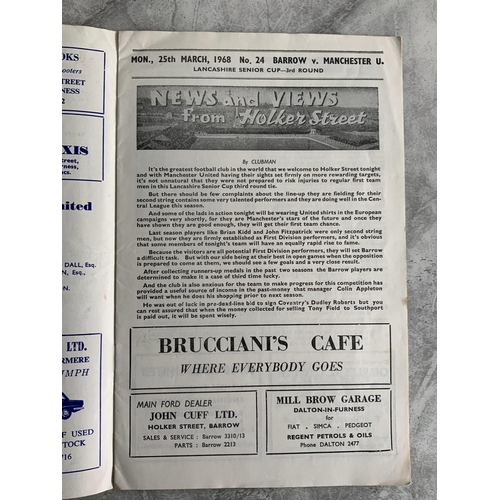 OKS
ooters
STREET
NESS
2
XIS
Street,
rness,
cs.
nited
DALL, Esq.
ON, Esq.
LTD.
ERMERE
UMPH
F USED
STOCK
716
MON., 25th MARCH, 1968 No. 24 BARROW v. MANCHESTER U.
LANCASHIRE SENIOR CUP—3rd ROUND
NEWS and VIEWS
from Holker Street
By CLUBMAN
It's the greatest football club in the world that we welcome to Holker Street tonight
and with Manchester United having their sights set firmly on more rewarding targets,
it's not unnatural that they were not prepared to risk injuries to regular first team
men in this Lancashire Senior Cup third round tie.
But there should be few complaints about the line-up they are fielding for their
second string contains some very talented performers and they are doing well in the
Central League this season.
And some of the lads in action tonight will be wearing United shirts in the European
campaigns very shortly, for they are Manchester's stars of the future and once they
have shown they are good enough, they will get their first team chance.
Last season players like Brian Kidd and John Fitzpatrick were only second string
men, but now they are firmly established as First Division performers, and it's obvious
that some members of tonight's team will have an equally rapid rise to fame.
Because the visitors are all potential First Division performers, they will set Barrow
a difficult task. But with our side being at their best in open games when the opposition
is prepared to come at them, we should see a few goals and a very close result.
After collecting runners-up medals in the past two seasons the Barrow players are
determined to make it a case of third time lucky.
And the club is also anxious for the team to make progress for this competition has
provided a useful source of income in the past-money that manager Colin Appleton
will want when he does his shopping prior to next season.
He was out of luck in pre-dead-line bid to sign Coventry's Dudley Roberts but you
can rest assured that when the money collected for selling Tony Field to Southport
is paid out, it will be spent wisely.
BRUCCIANI'S CAFE
WHERE EVERYBODY GOES
MAIN FORD DEALER
JOHN CUFF LTD.
HOLKER STREET, BARROW
SALES & SERVICE : Barrow 3310/13
PARTS : Barrow 2213
MILL BROW GARAGE
DALTON-IN-FURNESS
for
FIAT , SIMCA , PEDGEOT
REGENT PETROLS & OILS
Phone DALTON 2477